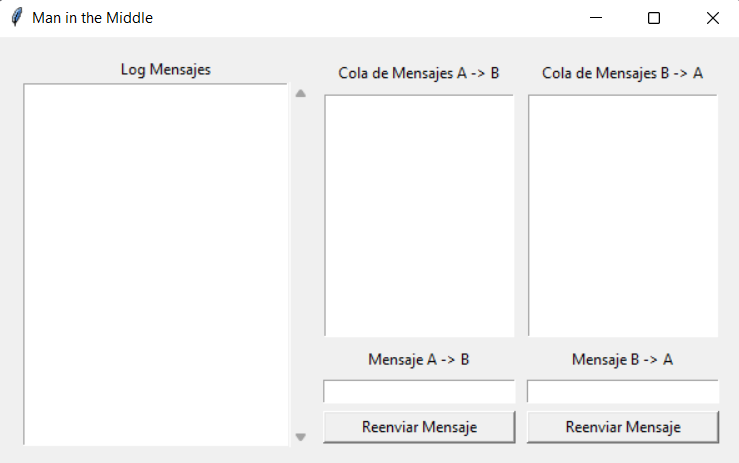 Man in the Middle
Log Mensajes
Cola de Mensajes A -> B
Cola de Mensajes B -> A
Mensaje A -> B
Mensaje B -> A
Reenviar Mensaje
Reenviar Mensaje